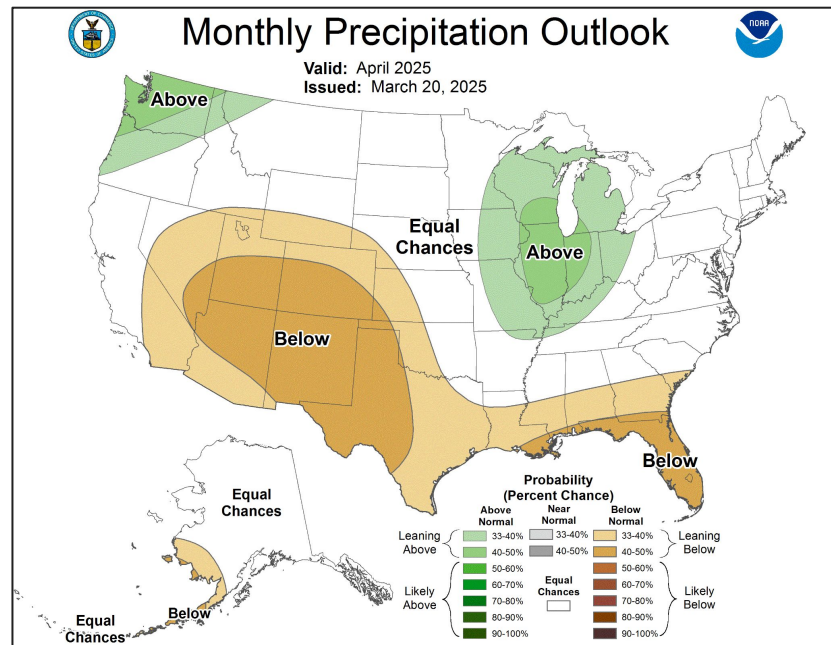 Monthly Precipitation Outlook
NOAA
Valid: April 2025
Issued: March 20, 2025
Above
Equal
Chances
Above
Below
Below
Equal
Chances
Below
Equal
Chances
Probability
(Percent Chance)
Above
Normal
Near
Normal
Below
Normal
Leaning
Above
33-40%
33-40%
33-40%
Leaning
Below
40-50%
40-50%
40-50%
Likely
Above
50-60%
60-70%
70-80%
80-90%
90-100%
Equal
Chances
50-60%
60-70%
70-80%
80-90%
90-100%
Likely
Below